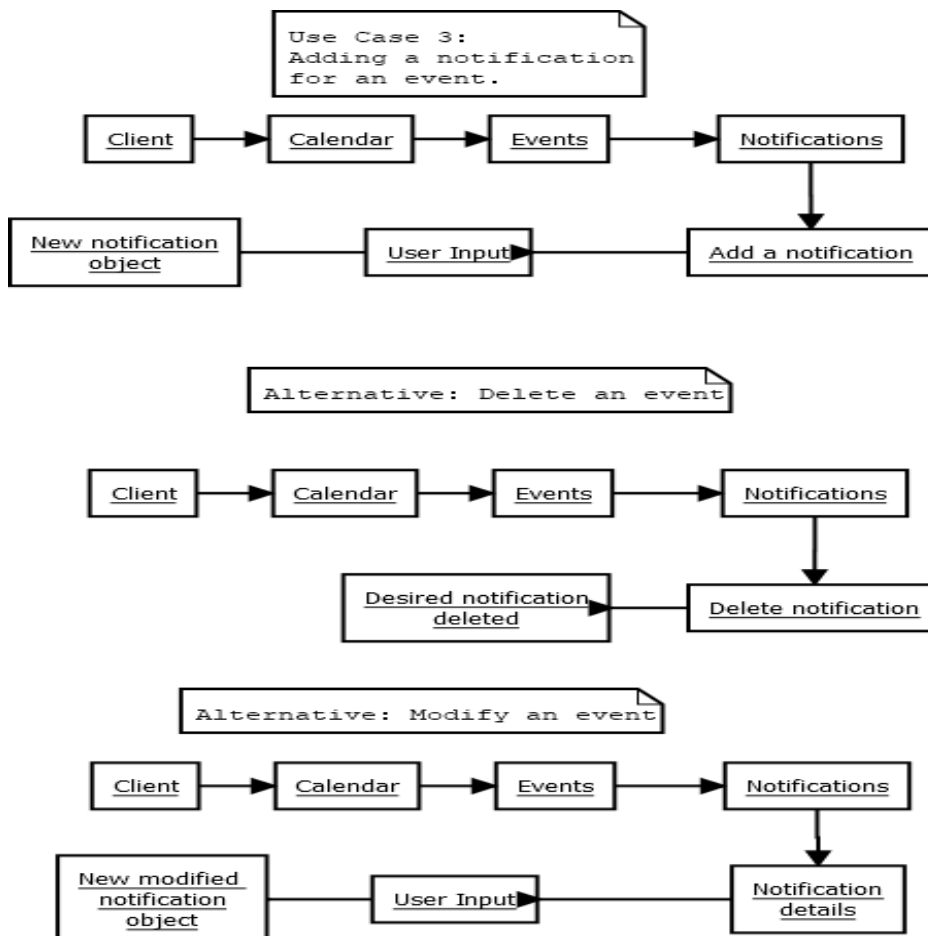 Use Case 3:
Adding a notification
for an event.
Client
Calendar
Events
Notifications
New notification
object
User Input
Add a notification
Alternative: Delete an event
Client
Calendar
Events
Notifications
Desired notification
deleted
Delete notification
Alternative: Modify an event
Client
Calendar
Events
Notifications
New modified
notification
object
User Input
Notification
details